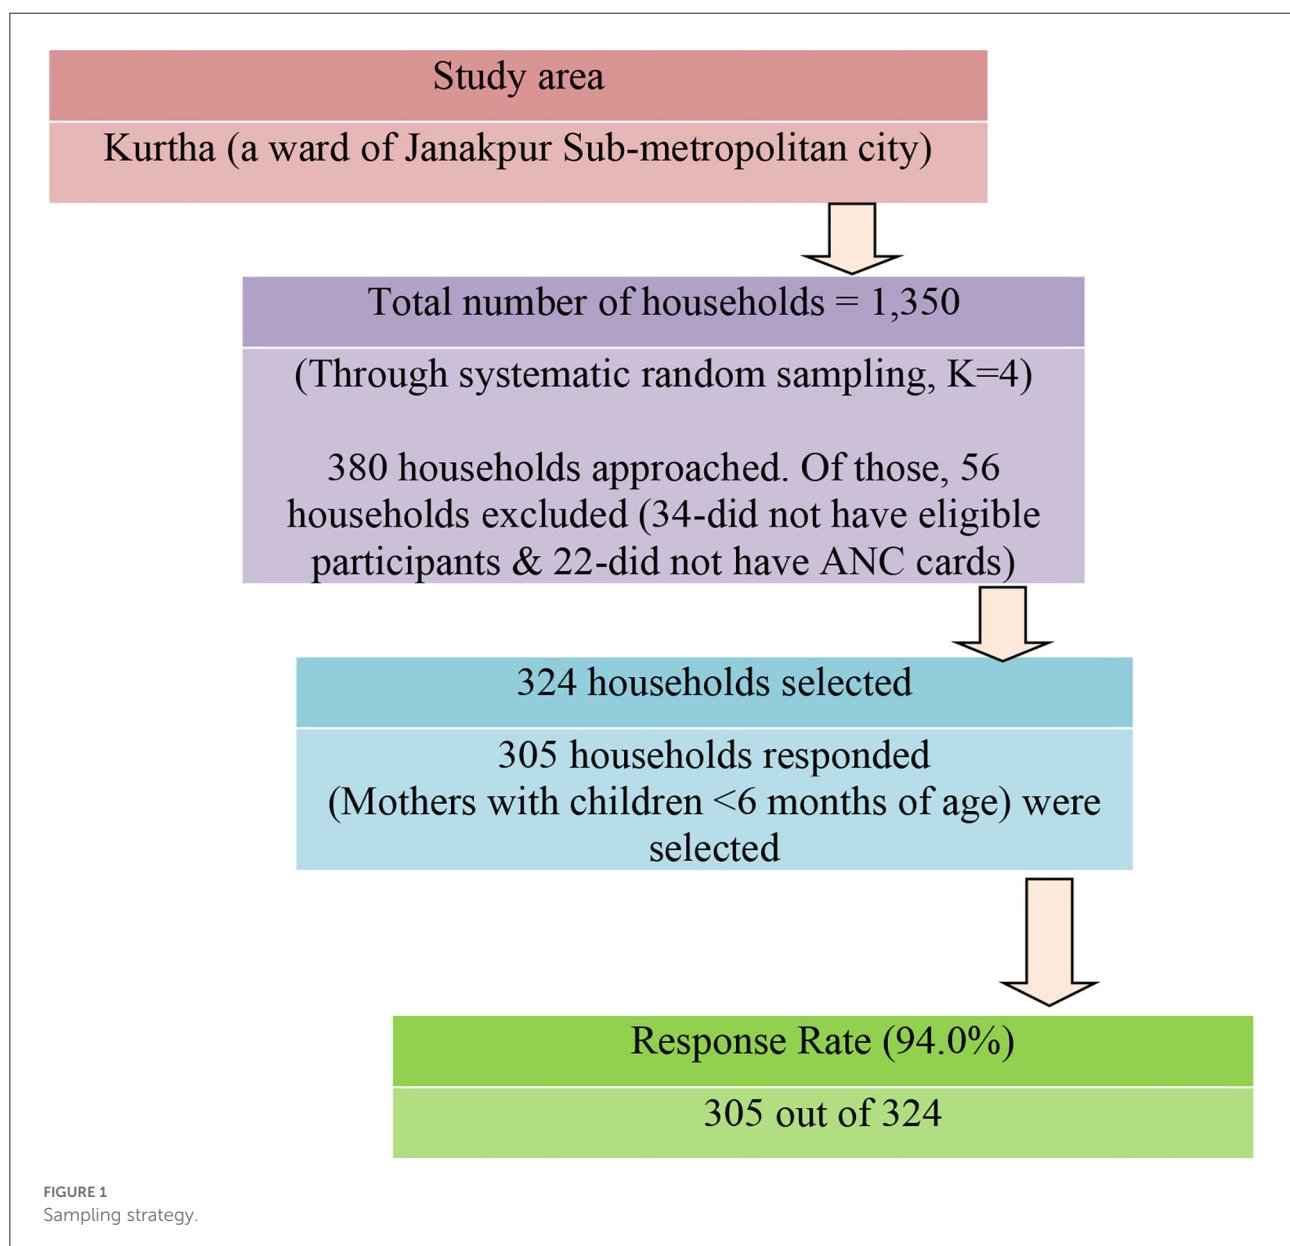 Study area
Kurtha (a ward of Janakpur Sub-metropolitan city)
Total number of households = 1,350
(Through systematic random sampling, K=4)
380 households approached. Of those, 56
households excluded (34-did not have eligible
participants & 22-did not have ANC cards)
324 households selected
305 households responded
(Mothers with children <6 months of age) were
selected
Response Rate (94.0%)
305 out of 324
FIGURE 1
Sampling strategy.